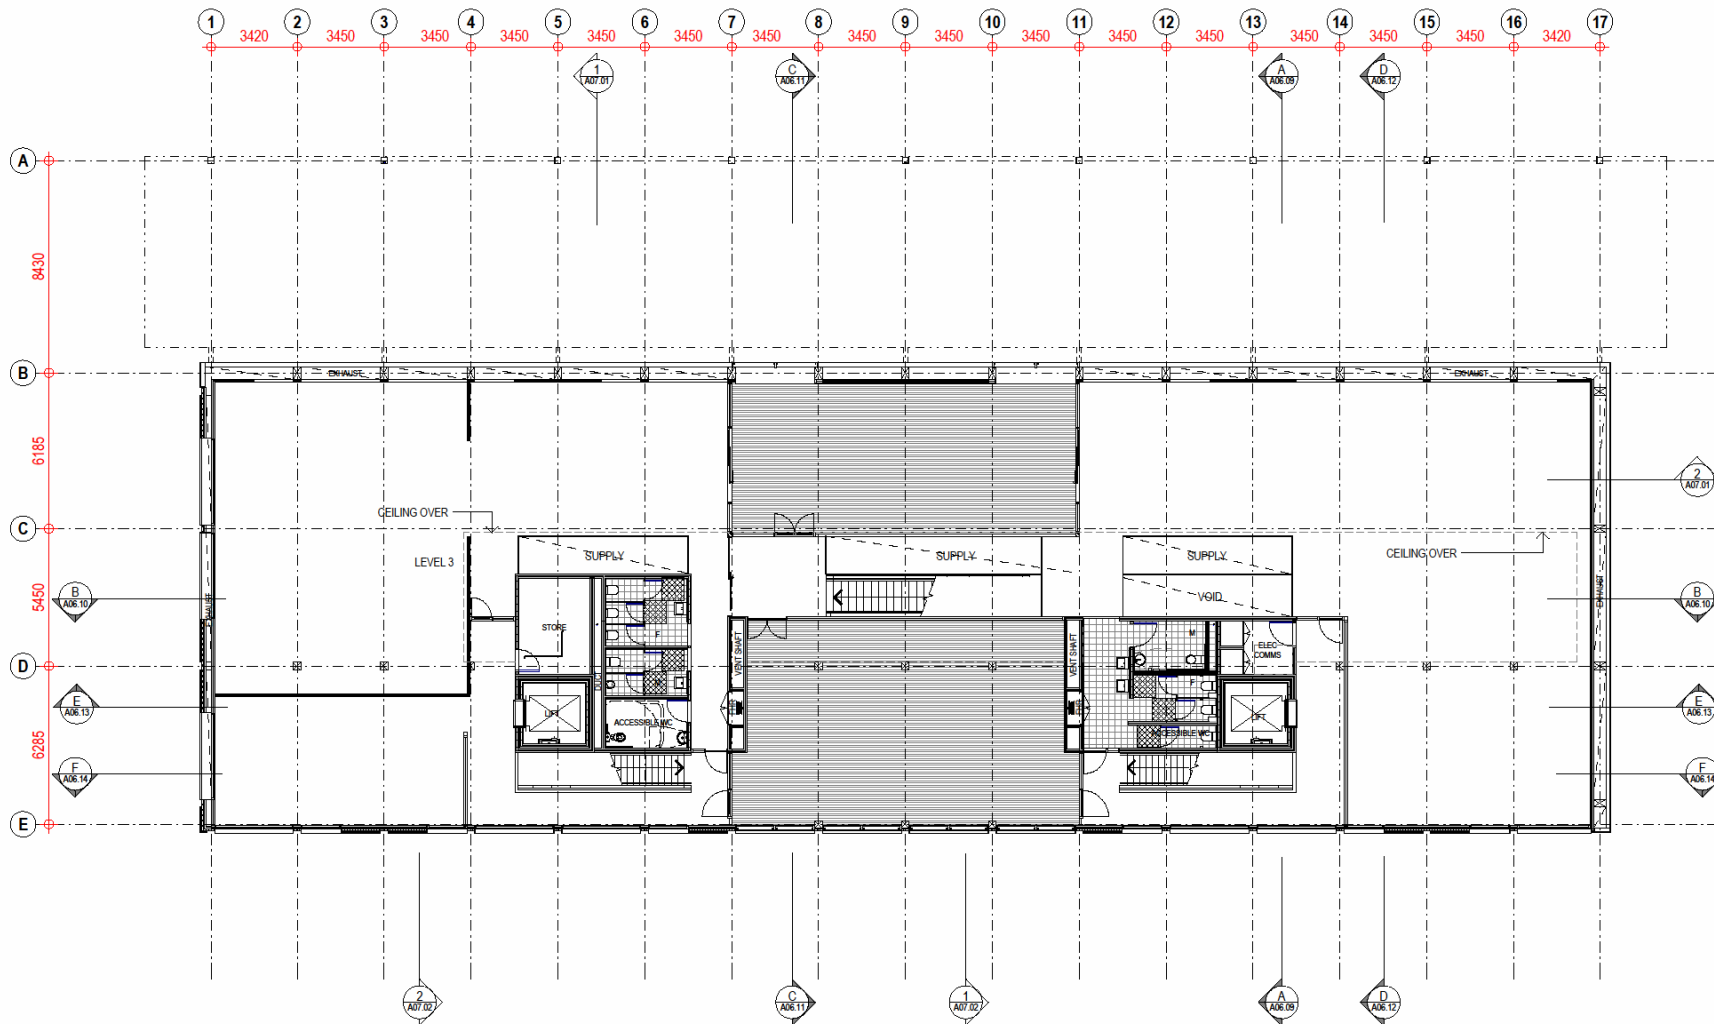 1 2 3 4 5 6 7 8 9 10 11 12 13 14 15 16 17
3420 3450 3450 3450 3450 3450 3450 3450 3450 3450 3450 3450 3450 3450 3450 3420
1 C A D
A07.01 A06.11 A06.09 A06.12
A
8430
B
EXHAUST EXHAUST
6185
2
A07.01
CEILING OVER
C
SUPPLY SUPPLY SUPPLY CEILING OVER
LEVEL 3
5450
B EXHAUST VOID EXHAUST B
A06.10 A06.10
STORE F M
VENT SHAFT VENT SHAFT
ELEC
COMMS
D
DUCT F
E E
A06.13 A06.13
LIFT ACCESSIBLE WC LIFT
ACCESSIBLE WC
6285
F F
A06.14 A06.14
E
2 C 1 A D
A07.02 A06.11 A07.02 A06.09 A06.12